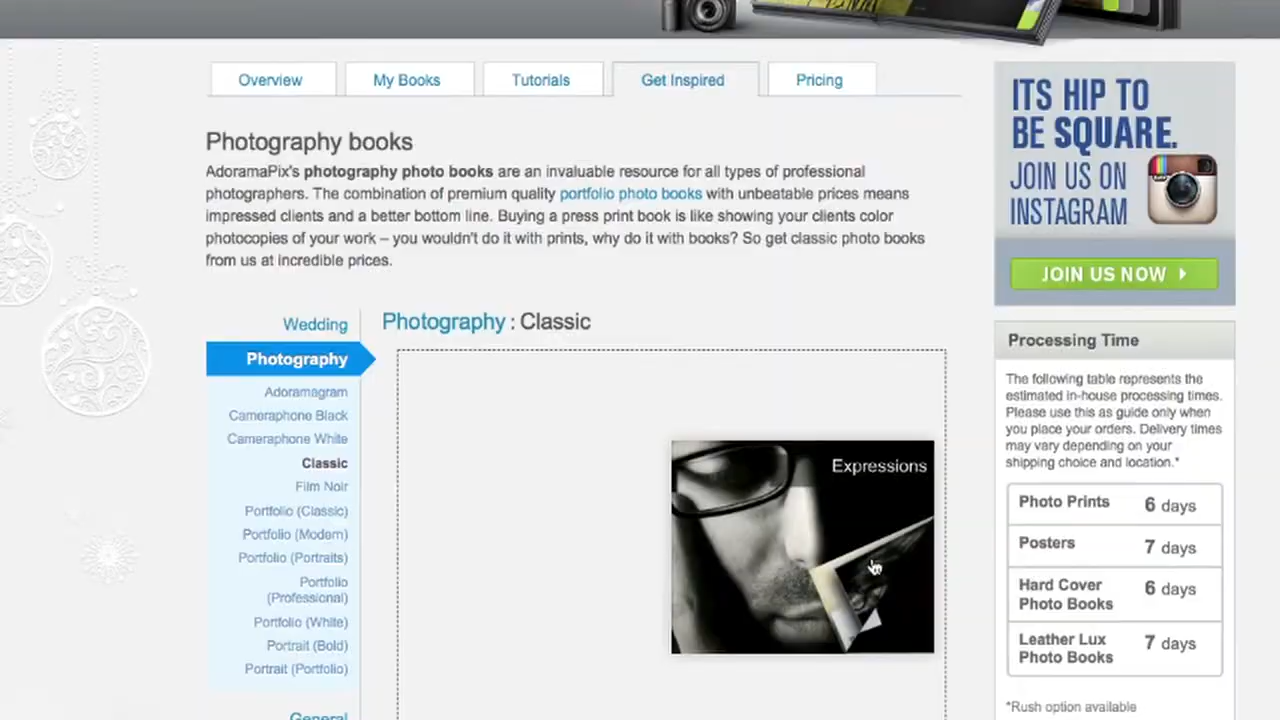 Overview
My Books
Tutorials
Get Inspired
Pricing
Photography books
AdoramaPix's photography photo books are an invaluable resource for all types of professional
photographers. The combination of premium quality portfolio photo books with unbeatable prices means
impressed clients and a better bottom line. Buying a press print book is like showing your clients color
photocopies of your work – you wouldn't do it with prints, why do it with books? So get classic photo books
from us at incredible prices.
Wedding
Photography
Adoramagram
Cameraphone Black
Cameraphone White
Classic
Film Noir
Portfolio (Classic)
Portfolio (Modern)
Portfolio (Portraits)
Portfolio
(Professional)
Portfolio (White)
Portrait (Bold)
Portrait (Portfolio)
General
Photography : Classic
Expressions
ITS HIP TO
BE SQUARE.
JOIN US ON
INSTAGRAM
JOIN US NOW
Processing Time
The following table represents the
estimated in-house processing times.
Please use this as guide only when
you place your orders. Delivery times
may vary depending on your
shipping choice and location.*
Photo Prints 6 days
Posters 7 days
Hard Cover
Photo Books 6 days
Leather Lux
Photo Books 7 days
*Rush option available